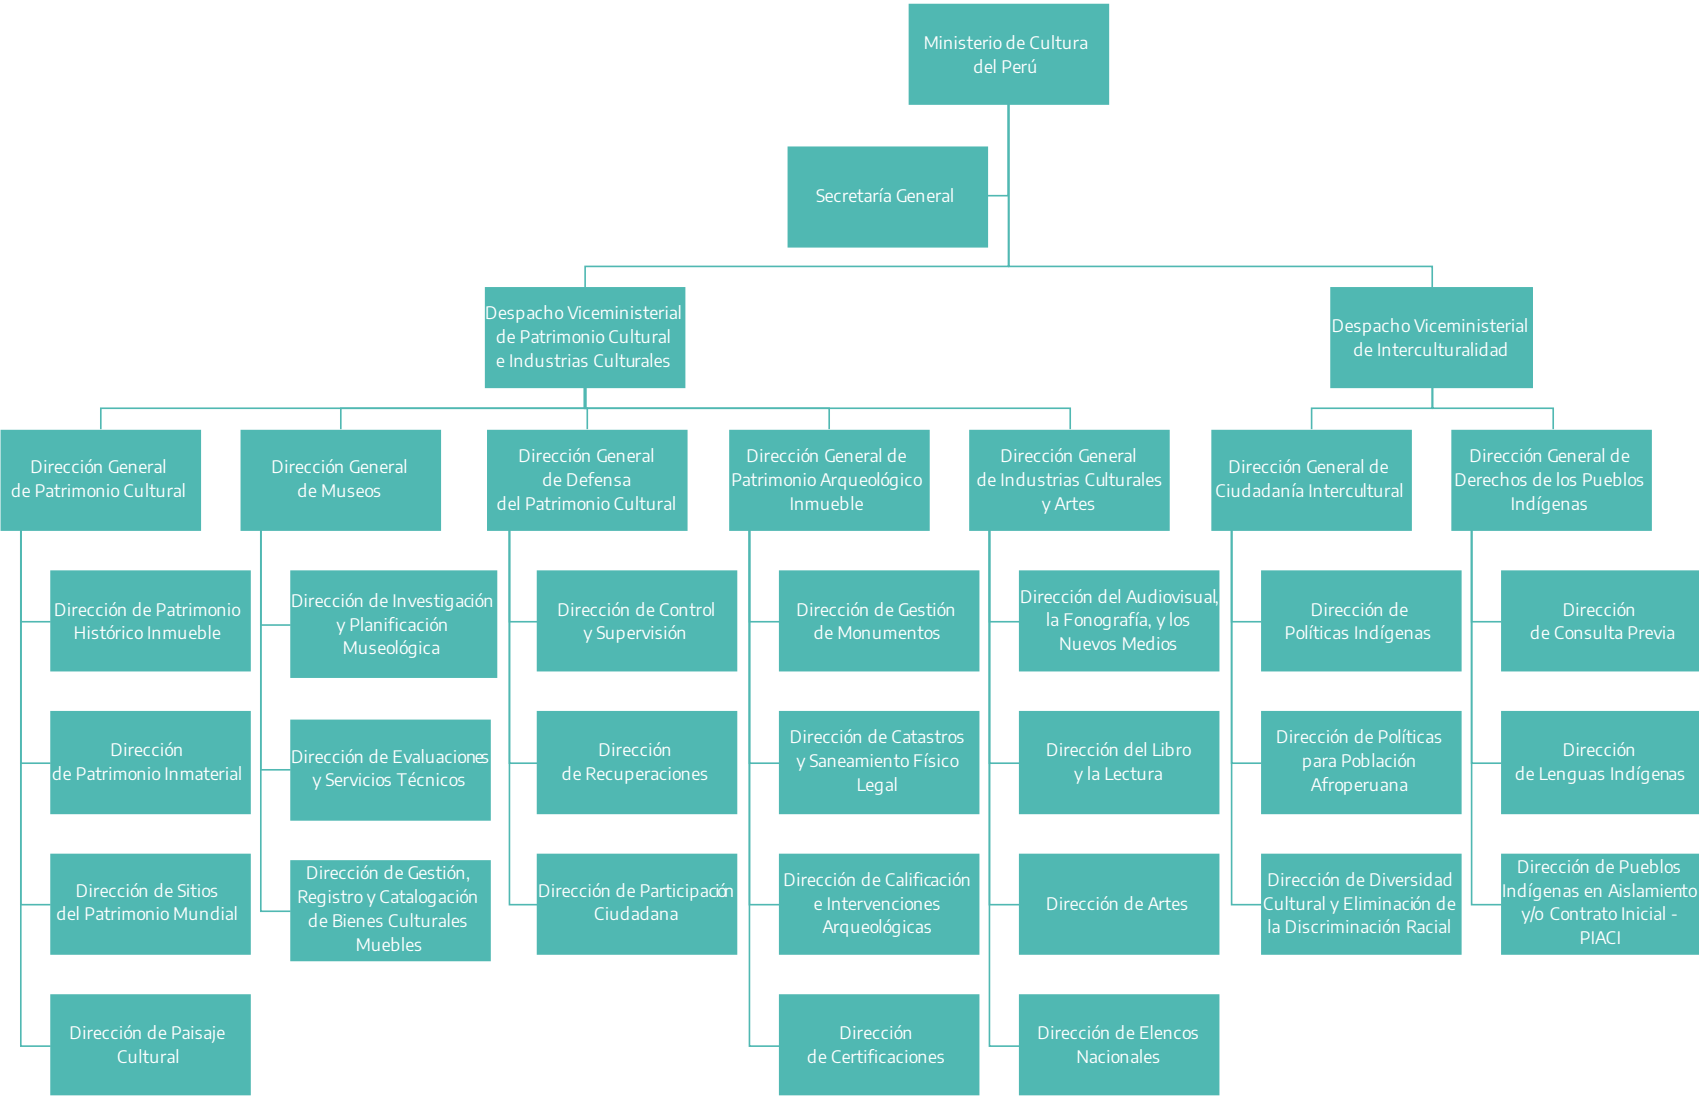 Ministerio de Cultura
del Perú
Secretaría General
Despacho Viceministerial
de Patrimonio Cultural
e Industrias Culturales
Despacho Viceministerial
de Interculturalidad
Dirección General
de Patrimonio Cultural
Dirección General
de Museos
Dirección General
de Defensa
del Patrimonio Cultural
Dirección General de
Patrimonio Arqueológico
Inmueble
Dirección General
de Industrias Culturales
y Artes
Dirección General de
Ciudadanía Intercultural
Dirección General de
Derechos de los Pueblos
Indígenas
Dirección de Patrimonio
Histórico Inmueble
Dirección de Investigación
y Planificación
Museológica
Dirección de Control
y Supervisión
Dirección de Gestión
de Monumentos
Dirección del Audiovisual,
la Fonografía, y los
Nuevos Medios
Dirección de
Políticas Indígenas
Dirección
de Consulta Previa
Dirección
de Patrimonio Inmaterial
Dirección de Evaluaciones
y Servicios Técnicos
Dirección
de Recuperaciones
Dirección de Catastros
y Saneamiento Físico
Legal
Dirección del Libro
y la Lectura
Dirección de Políticas
para Población
Afroperuana
Dirección
de Lenguas Indígenas
Dirección de Sitios
del Patrimonio Mundial
Dirección de Gestión,
Registro y Catalogación
de Bienes Culturales
Muebles
Dirección de Participación
Ciudadana
Dirección de Calificación
e Intervenciones
Arqueológicas
Dirección de Artes
Dirección de Diversidad
Cultural y Eliminación de
la Discriminación Racial
Dirección de Pueblos
Indígenas en Aislamiento
y/o Contrato Inicial -
PIACI
Dirección de Paisaje
Cultural
Dirección
de Certificaciones
Dirección de Elencos
Nacionales